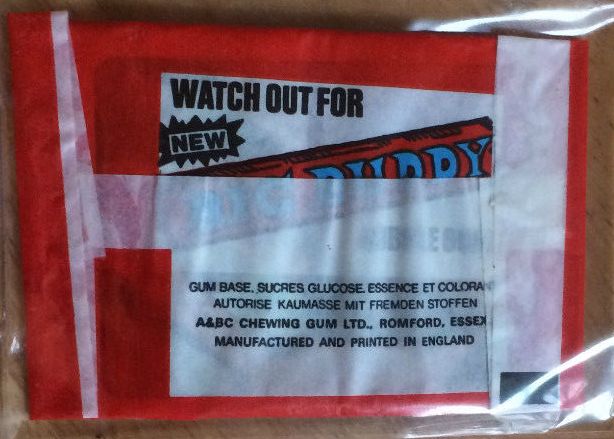 WATCH OUT FOR
NEW
GUM BASE, SUCRES GLUCOSE. ESSENCE ET COLORAN
AUTORISE KAUMASSE MIT FREMDEN STOFFEN
A&BC CHEWING GUM LTD., ROMFORD, ESSEX
MANUFACTURED AND PRINTED IN ENGLAND